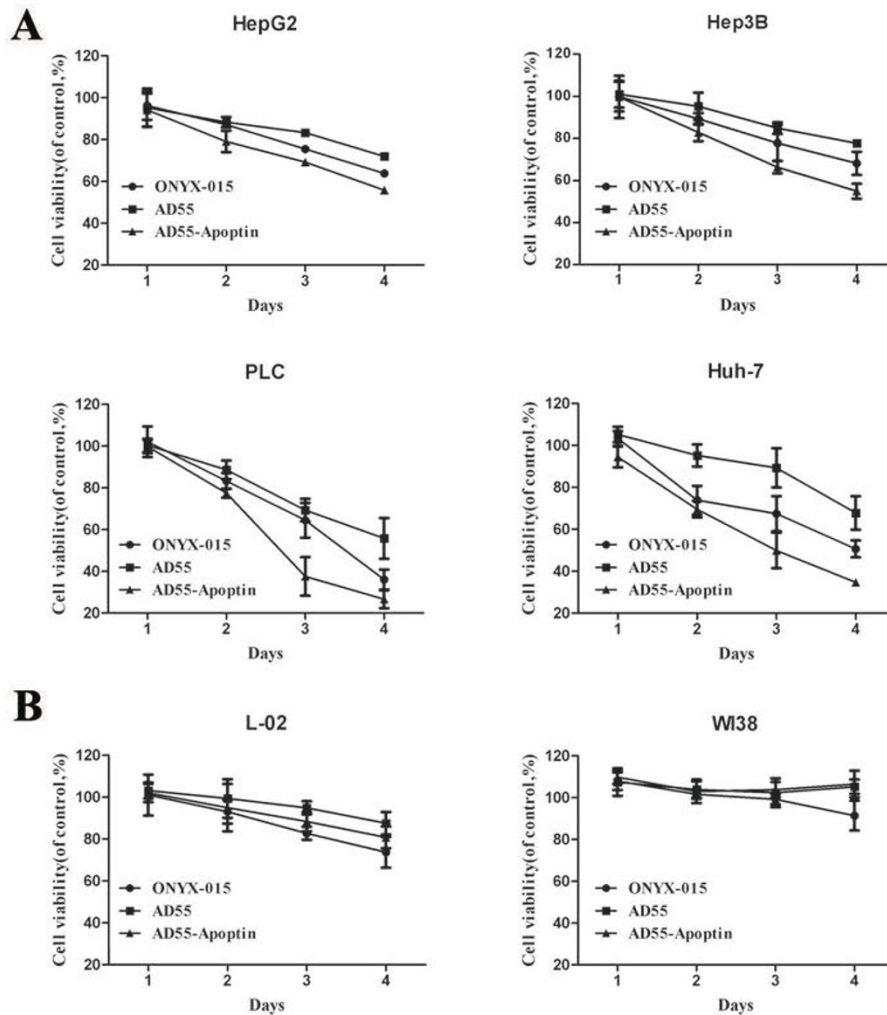 A
HepG2
Cell viability(of control,%)
120
100
80
60
40
20
ONYX-015
AD55
AD55-Apoptin
1 2 3 4
Days
Hep3B
Cell viability(of control,%)
120
100
80
60
40
20
ONYX-015
AD55
AD55-Apoptin
1 2 3 4
Days
PLC
Cell viability(of control,%)
120
100
80
60
40
20
ONYX-015
AD55
AD55-Apoptin
1 2 3 4
Days
Huh-7
Cell viability(of control,%)
120
100
80
60
40
20
ONYX-015
AD55
AD55-Apoptin
1 2 3 4
Days
B
L-02
Cell viability(of control,%)
120
100
80
60
40
20
ONYX-015
AD55
AD55-Apoptin
1 2 3 4
Days
WI38
Cell viability(of control,%)
120
100
80
60
40
20
ONYX-015
AD55
AD55-Apoptin
1 2 3 4
Days